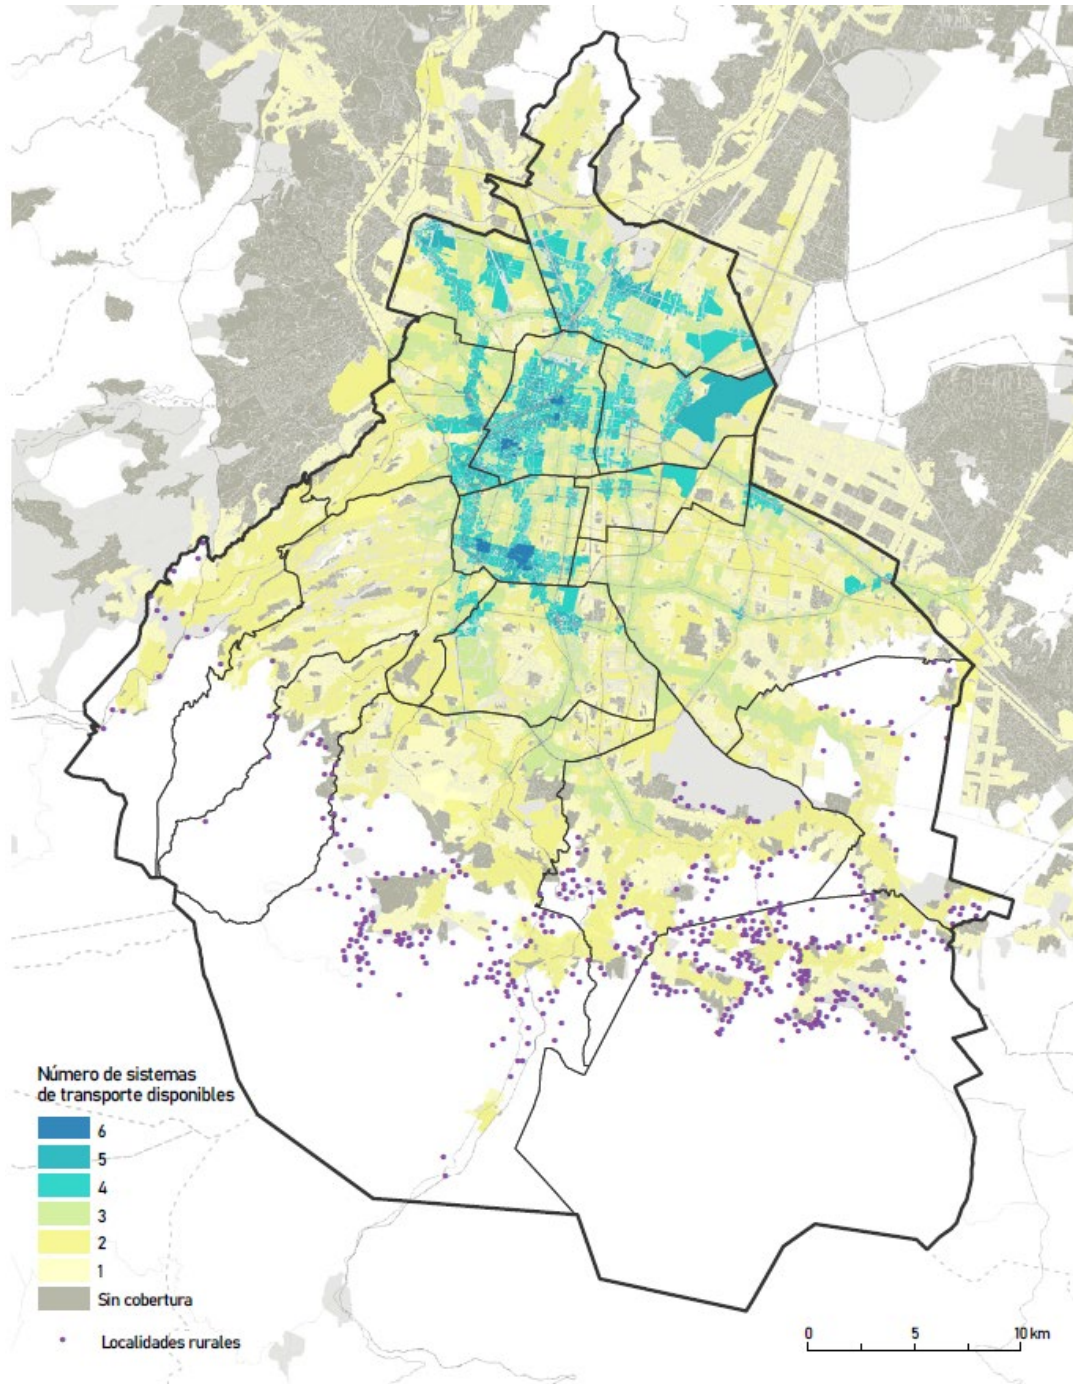 Número de sistemas
de transporte disponibles
6
5
4
3
2
1
Sin cobertura
Localidades rurales
0 5 10 km